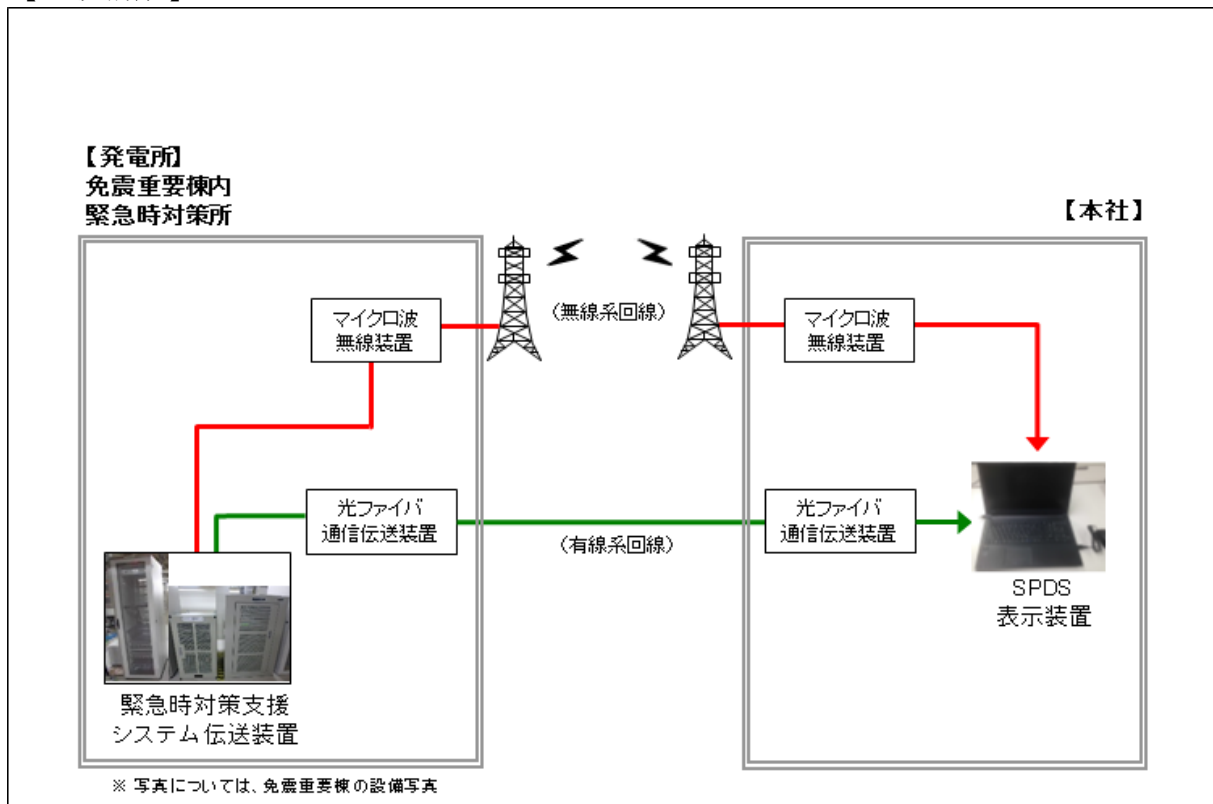 【発電所】
免震重要棟内
緊急時対策所
【本社】
マイクロ波
無線装置
（無線系回線）
マイクロ波
無線装置
光ファイバ
通信伝送装置
（有線系回線）
光ファイバ
通信伝送装置
SPDS
表示装置
緊急時対策支援
システム伝送装置
※ 写真については、免震重要棟の設備写真